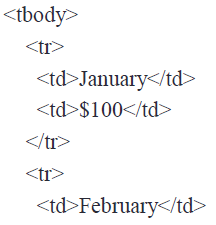 <tbody>
<tr>
<td>January</td>
<td>$100</td>
</tr>
<tr>
<td>February</td>